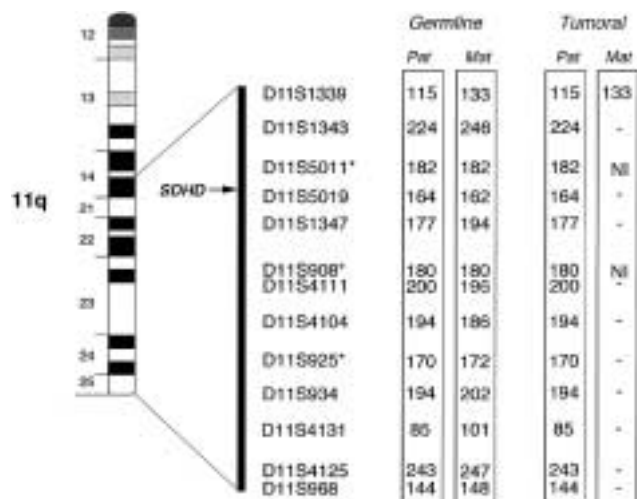 Germline Tumoral
Pat Mat Pat Mat
12
13
14
21
22
23
24
25
11q
SDHD
D11S1339 115 133 115 133
D11S1343 224 248 224 -
D11S5011* 182 182 182 NI
D11S5019 164 162 164 -
D11S1347 177 194 177 -
D11S908* 180 180 180 NI
D11S4111 200 196 200 -
D11S4104 194 186 194 -
D11S925* 170 172 170 -
D11S934 194 202 194 -
D11S4131 85 101 85 -
D11S4125 243 247 243 -
D11S968 144 148 144 -